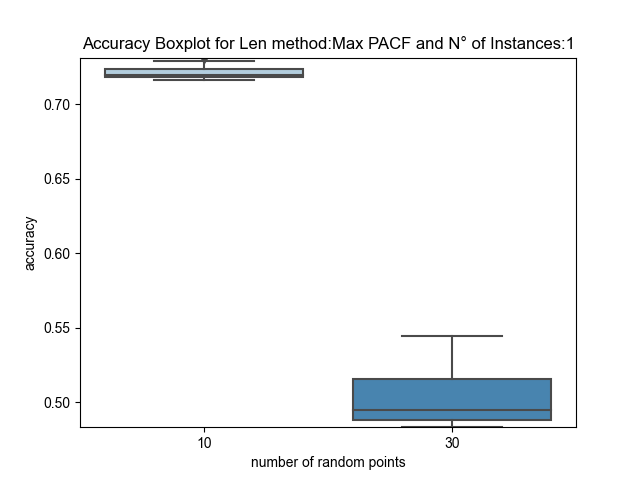 Accuracy Boxplot for Len method:Max PACF and N° of Instances:1
0.70
0.65
0.60
0.55
0.50
accuracy
10 30
number of random points